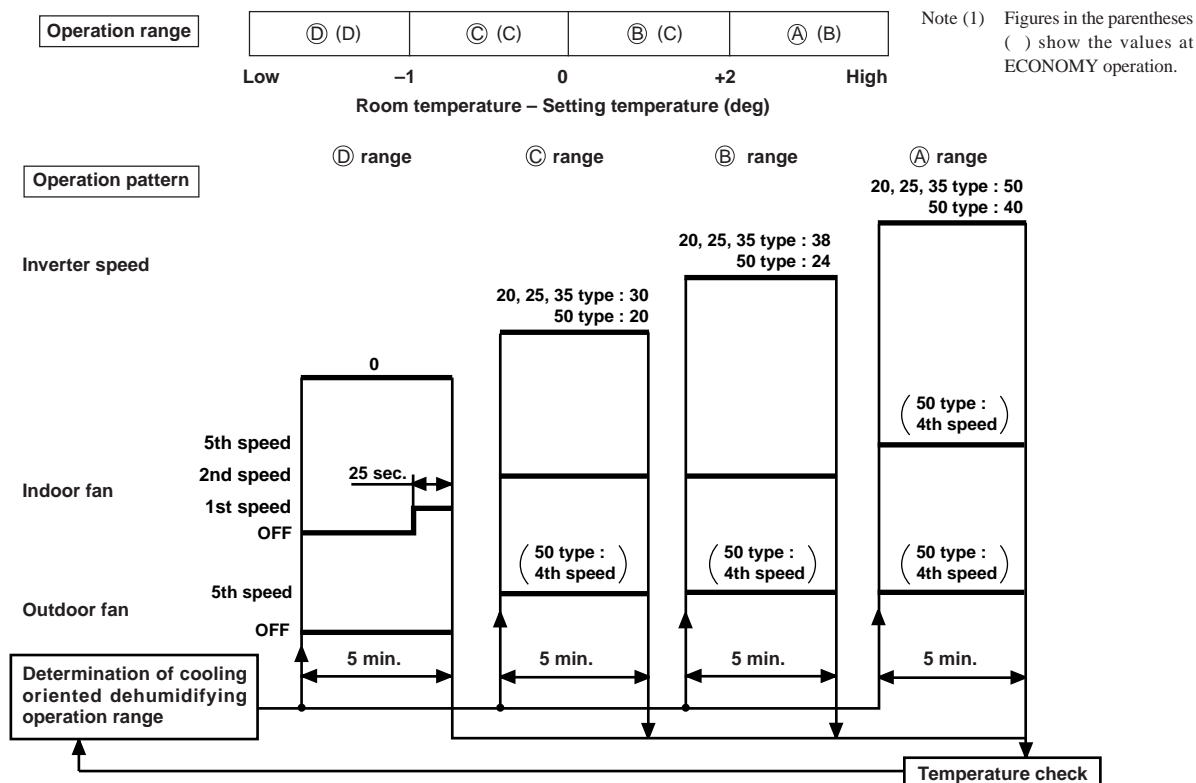 Operation range
Ⓓ (D) Ⓒ (C) Ⓑ (C) Ⓐ (B)
Low –1 0 +2 High
Room temperature – Setting temperature (deg)
Note (1) Figures in the parentheses
( ) show the values at
ECONOMY operation.
Operation pattern
Ⓓ range Ⓒ range Ⓑ range Ⓐ range
20, 25, 35 type : 50
50 type : 40
Inverter speed
20, 25, 35 type : 38
50 type : 24
20, 25, 35 type : 30
50 type : 20
0
Indoor fan
5th speed
2nd speed
1st speed
OFF
25 sec.
(50 type :
4th speed)
Outdoor fan
5th speed
OFF
(50 type :
4th speed)
(50 type :
4th speed)
(50 type :
4th speed)
5 min. 5 min. 5 min. 5 min.
Determination of cooling
oriented dehumidifying
operation range
Temperature check